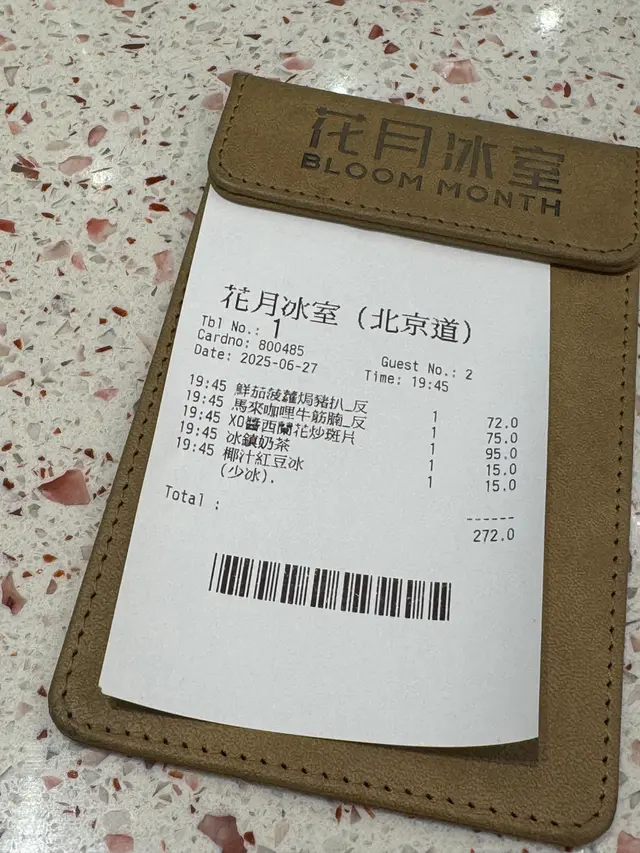 花月冰室
BLOOM MONTH
花月冰室 (北京道)
Tbl No.: 1
Cardno: 800485 Guest No.: 2
Date: 2025-06-27 Time: 19:45
19:45 鮮茄菠蘿焗豬扒_反 1 72.0
19:45 馬來咖哩牛筋腩_反 1 75.0
19:45 XO醬西蘭花炒斑片 1 95.0
19:45 冰鎮奶茶 1 15.0
19:45 椰汁紅豆冰 1 15.0
(少冰).
------
Total : 272.0